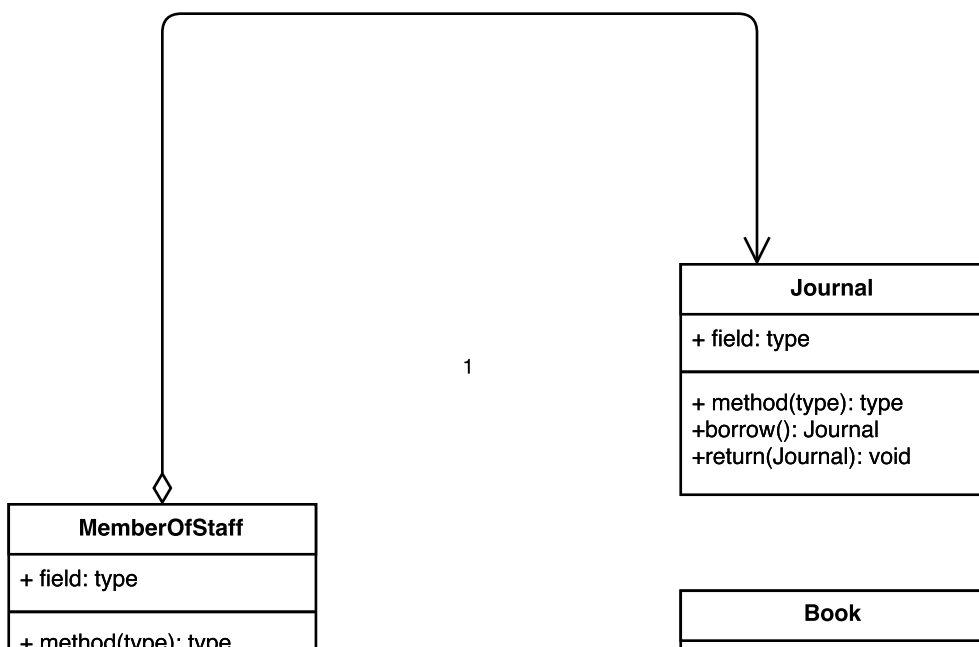 Journal
+ field: type
1
+ method(type): type
+borrow(): Journal
+return(Journal): void
MemberOfStaff
+ field: type
+ method(type): type
Book